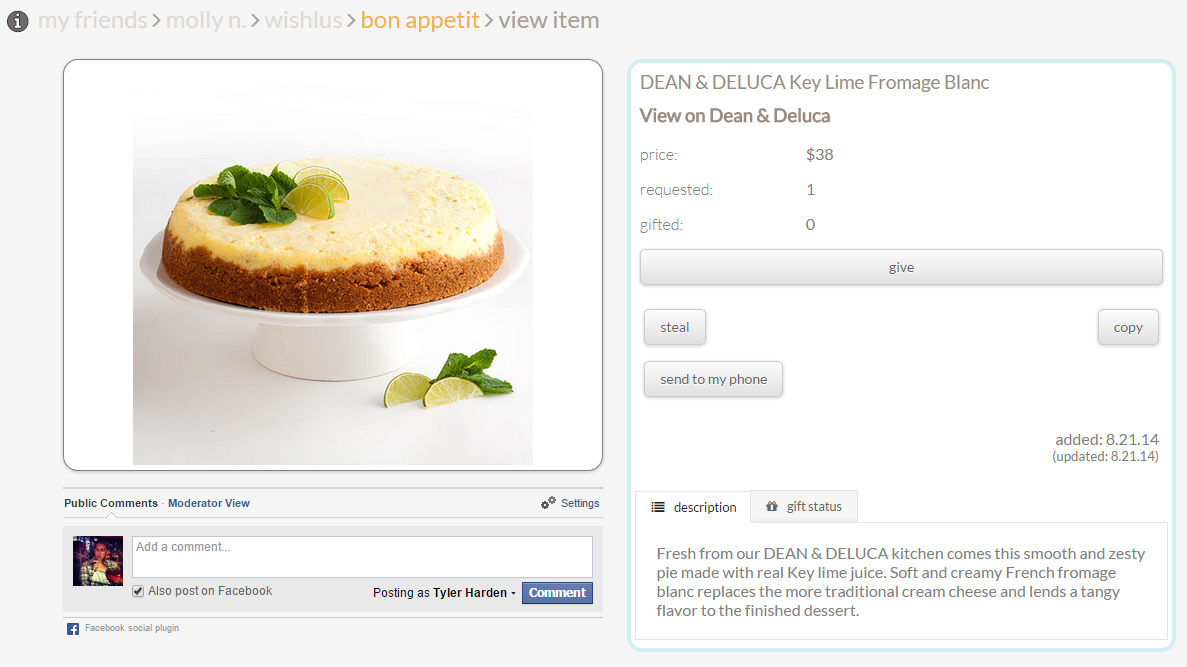 my friends > molly n. > wishlus > bon appetit > view item
DEAN & DELUCA Key Lime Fromage Blanc
View on Dean & Deluca
price: $38
requested: 1
gifted: 0
give
steal copy
send to my phone
added: 8.21.14
(updated: 8.21.14)
description gift status
Fresh from our DEAN & DELUCA kitchen comes this smooth and zesty
pie made with real Key lime juice. Soft and creamy French fromage
blanc replaces the more traditional cream cheese and lends a tangy
flavor to the finished dessert.
Public Comments · Moderator View Settings
Add a comment...
Also post on Facebook Posting as Tyler Harden Comment
Facebook social plugin